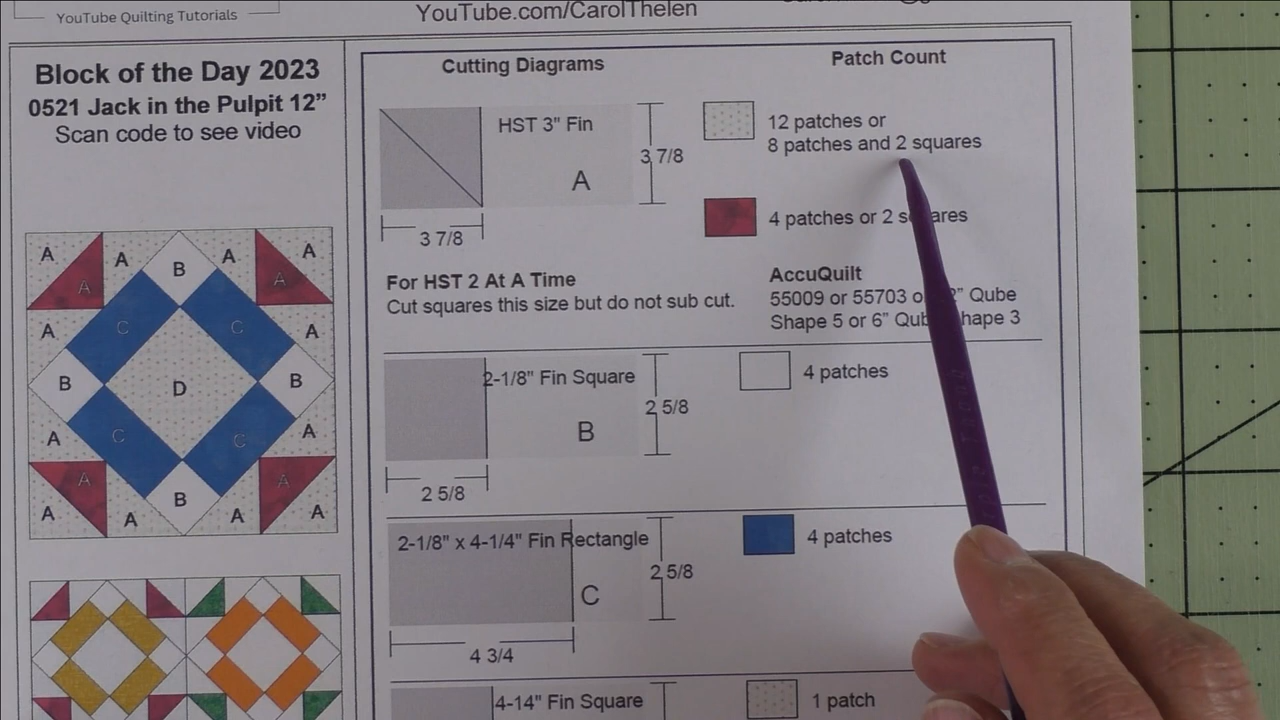 YouTube Quilting Tutorials
YouTube.com/CarolThelen
Block of the Day 2023
0521 Jack in the Pulpit 12”
Scan code to see video
A
A
B
A
A
A
A
C
C
A
A
B
D
B
A
C
C
A
A
A
A
A
B
A
A
Cutting Diagrams
Patch Count
HST 3" Fin
A
3 7/8
3 7/8
12 patches or
8 patches and 2 squares
4 patches or 2 squares
For HST 2 At A Time
Cut squares this size but do not sub cut.
AccuQuilt
55009 or 55703 Qube
Shape 5 or 6” Qube Shape 3
2-1/8" Fin Square
B
2 5/8
2 5/8
4 patches
2-1/8" x 4-1/4" Fin Rectangle
C
2 5/8
4 3/4
4 patches
4-14" Fin Square
1 patch